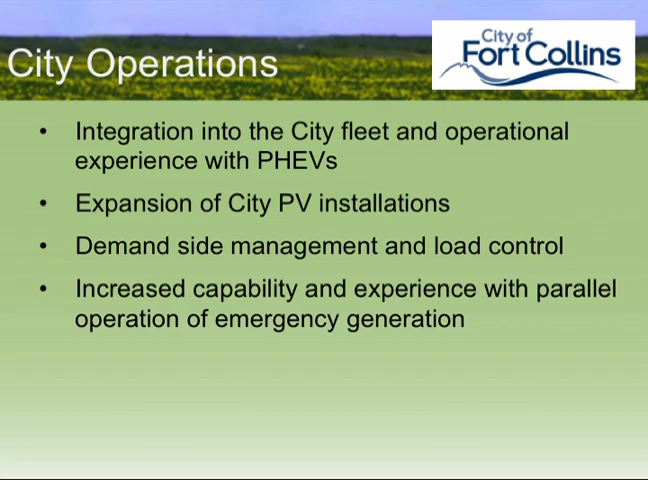 City Operations
City of
Fort Collins
• Integration into the City fleet and operational
experience with PHEVs
• Expansion of City PV installations
• Demand side management and load control
• Increased capability and experience with parallel
operation of emergency generation